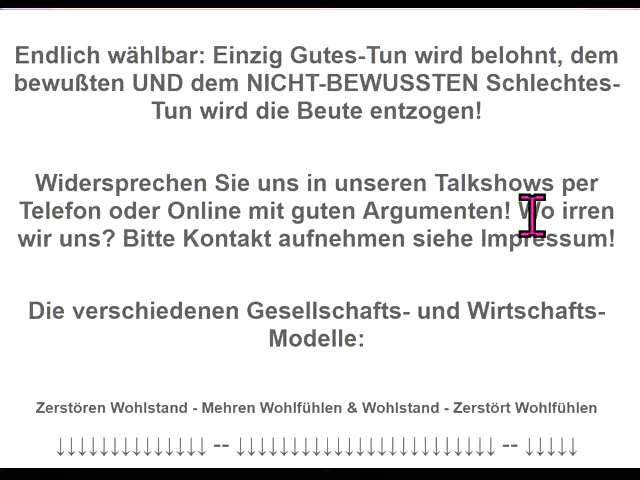 Endlich wählbar: Einzig Gutes-Tun wird belohnt, dem
bewußten UND dem NICHT-BEWUSSTEN Schlechtes-
Tun wird die Beute entzogen!
Widersprechen Sie uns in unseren Talkshows per
Telefon oder Online mit guten Argumenten! Wo irren
wir uns? Bitte Kontakt aufnehmen siehe Impressum!
Die verschiedenen Gesellschafts- und Wirtschafts-
Modelle:
Zerstören Wohlstand - Mehren Wohlfühlen & Wohlstand - Zerstört Wohlfühlen
↓↓↓↓↓↓↓↓↓↓↓↓↓↓ -- ↓↓↓↓↓↓↓↓↓↓↓↓↓↓↓↓↓↓↓↓↓↓↓↓ -- ↓↓↓↓↓